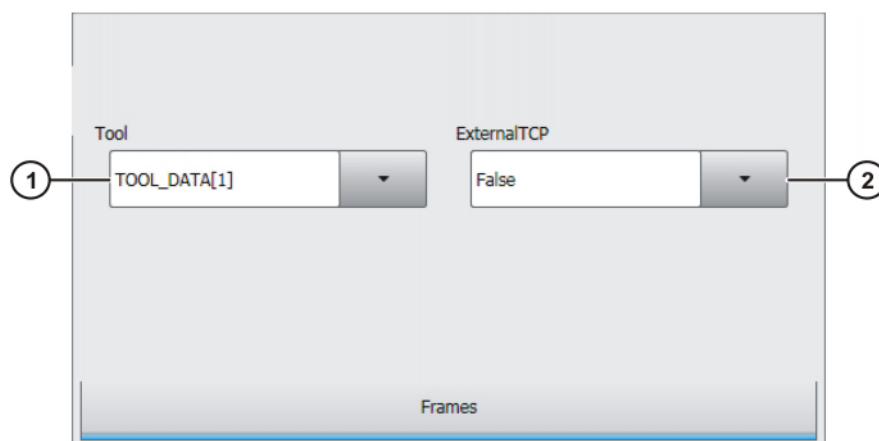 Tool
ExternalTCP
1
TOOL_DATA[1]
False
2
Frames